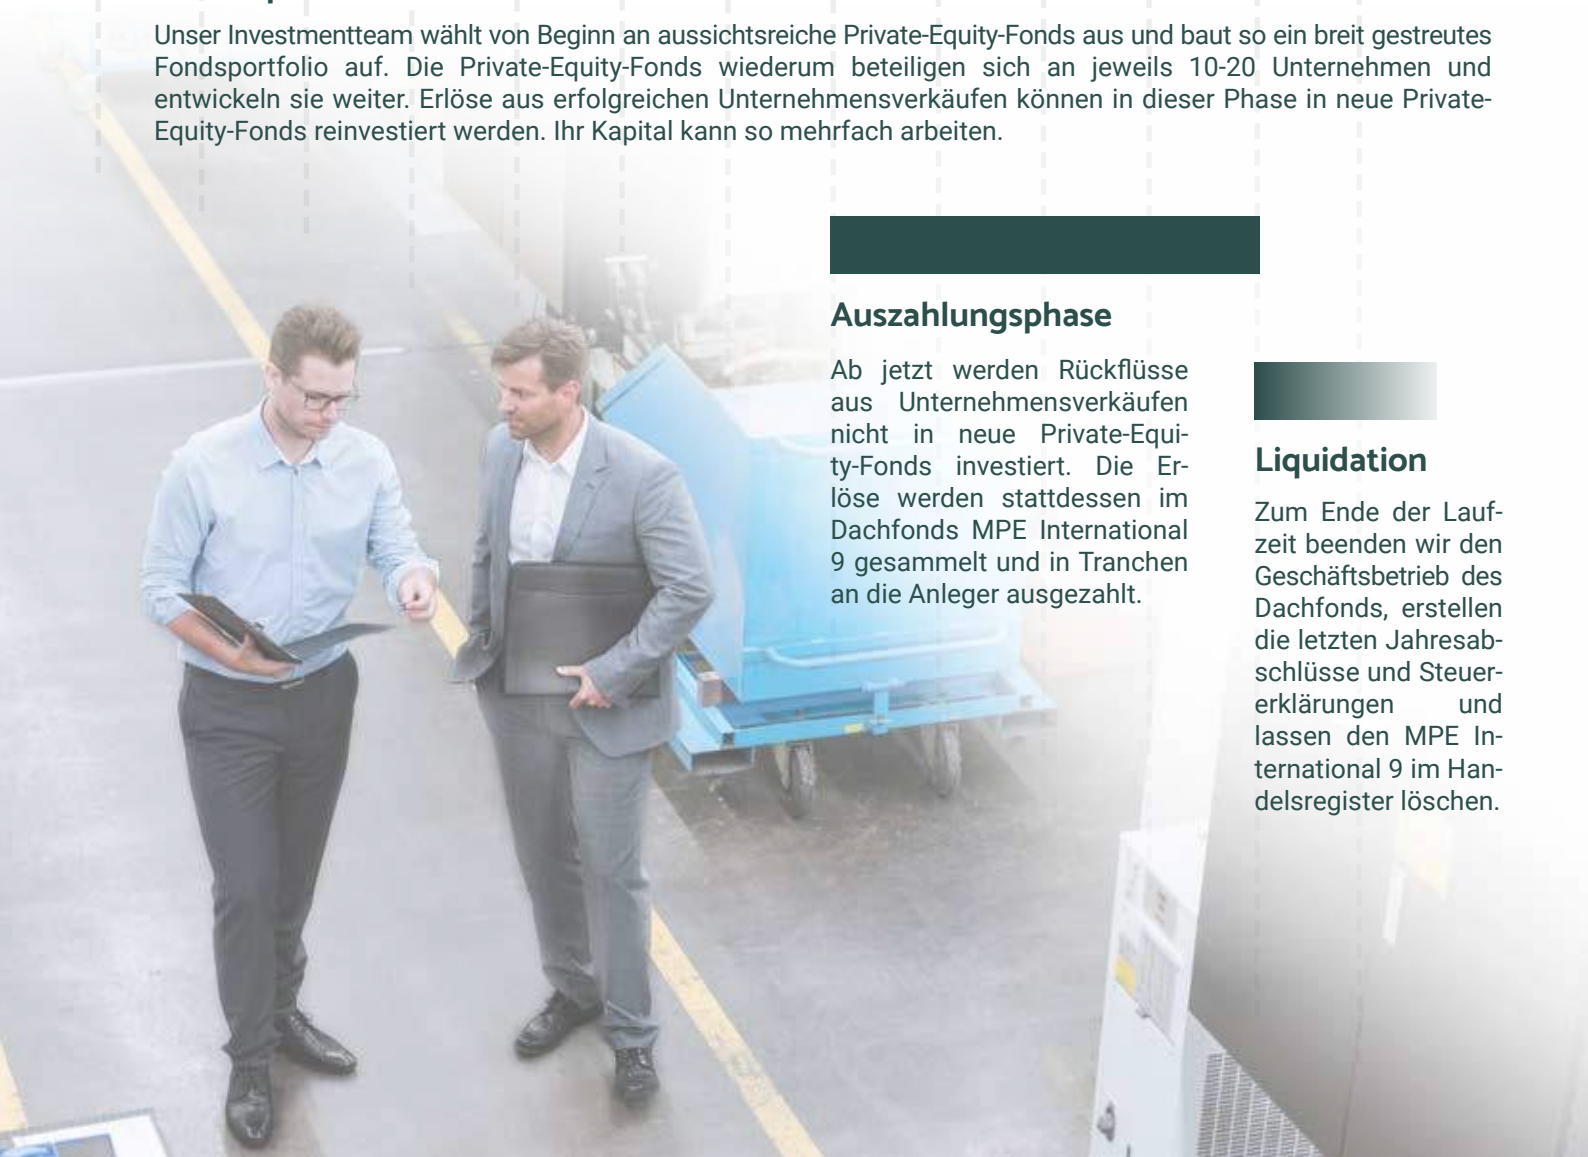 Unser Investmentteam wählt von Beginn an aussichtsreiche Private-Equity-Fonds aus und baut so ein breit gestreutes
Fondsportfolio auf. Die Private-Equity-Fonds wiederum beteiligen sich an jeweils 10-20 Unternehmen und
entwickeln sie weiter. Erlöse aus erfolgreichen Unternehmensverkäufen können in dieser Phase in neue Private-
Equity-Fonds reinvestiert werden. Ihr Kapital kann so mehrfach arbeiten.
Auszahlungsphase
Ab jetzt werden Rückflüsse
aus Unternehmensverkäufen
nicht in neue Private-Equi-
ty-Fonds investiert. Die Er-
löse werden stattdessen im
Dachfonds MPE International
9 gesammelt und in Tranchen
an die Anleger ausgezahlt.
Liquidation
Zum Ende der Lauf-
zeit beenden wir den
Geschäftsbetrieb des
Dachfonds, erstellen
die letzten Jahresab-
schlüsse und Steuer-
erklärungen und
lassen den MPE In-
ternational 9 im Han-
delsregister löschen.